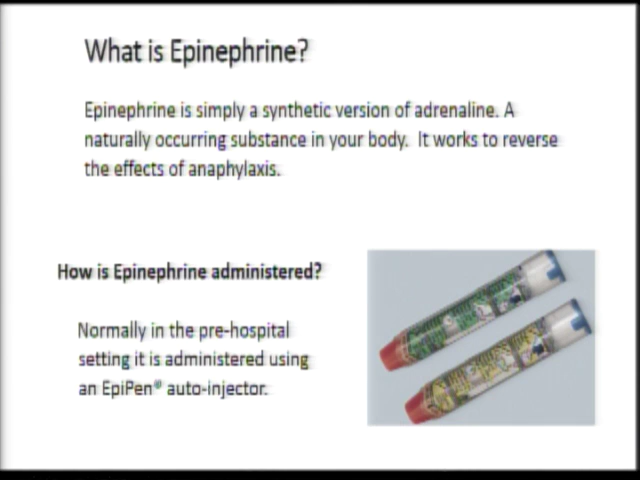 What is Epinephrine?
Epinephrine is simply a synthetic version of adrenaline. A
naturally occurring substance in your body. It works to reverse
the effects of anaphylaxis.
How is Epinephrine administered?
Normally in the pre-hospital
setting it is administered using
an EpiPen® auto-injector.